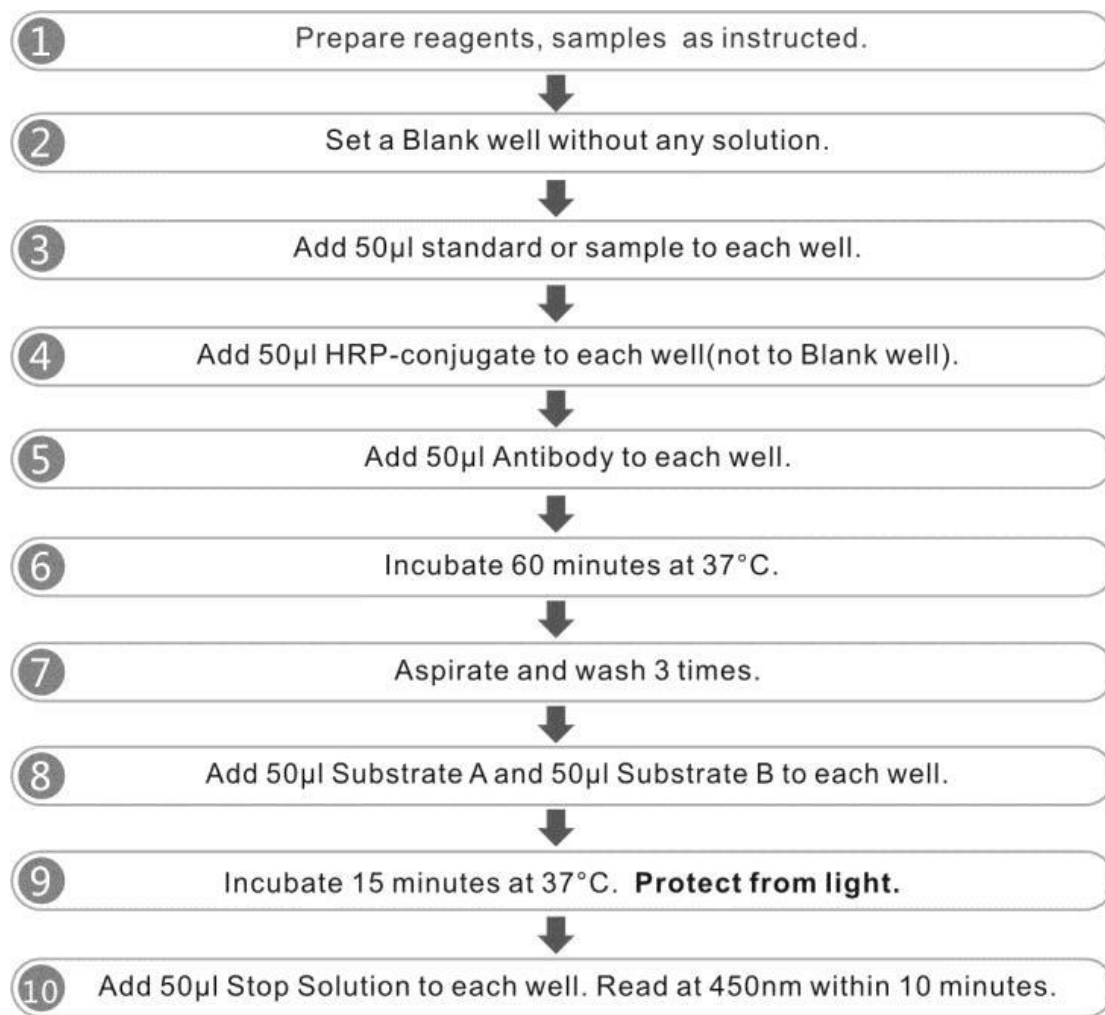 1 Prepare reagents, samples as instructed.
2 Set a Blank well without any solution.
3 Add 50µl standard or sample to each well.
4 Add 50µl HRP-conjugate to each well(not to Blank well).
5 Add 50µl Antibody to each well.
6 Incubate 60 minutes at 37°C.
7 Aspirate and wash 3 times.
8 Add 50µl Substrate A and 50µl Substrate B to each well.
9 Incubate 15 minutes at 37°C. Protect from light.
10 Add 50µl Stop Solution to each well. Read at 450nm within 10 minutes.